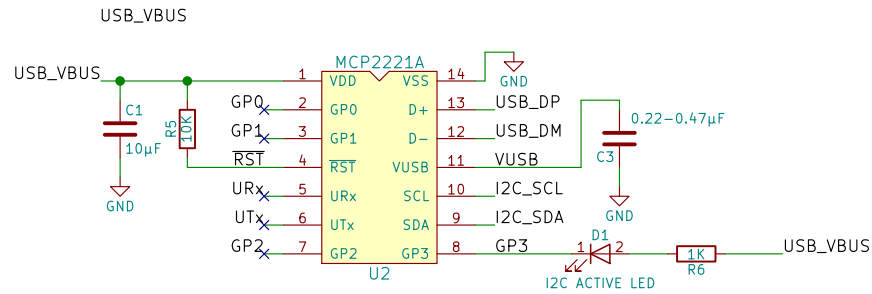 USB_VBUS
MCP2221A
USB_VBUS 1 VDD VSS 14 GND
C1 GP0 2 GP0 D+ 13 USB_DP
R5 10K GP1 3 GP1 D- 12 USB_DM 0.22-0.47µF
10µF RST 4 RST VUSB 11 VUSB C3
GND URx 5 URx SCL 10 I2C_SCL GND
UTx 6 UTx SDA 9 I2C_SDA D1
GP2 7 GP2 GP3 8 GP3 1 2 1K USB_VBUS
U2 I2C ACTIVE LED R6